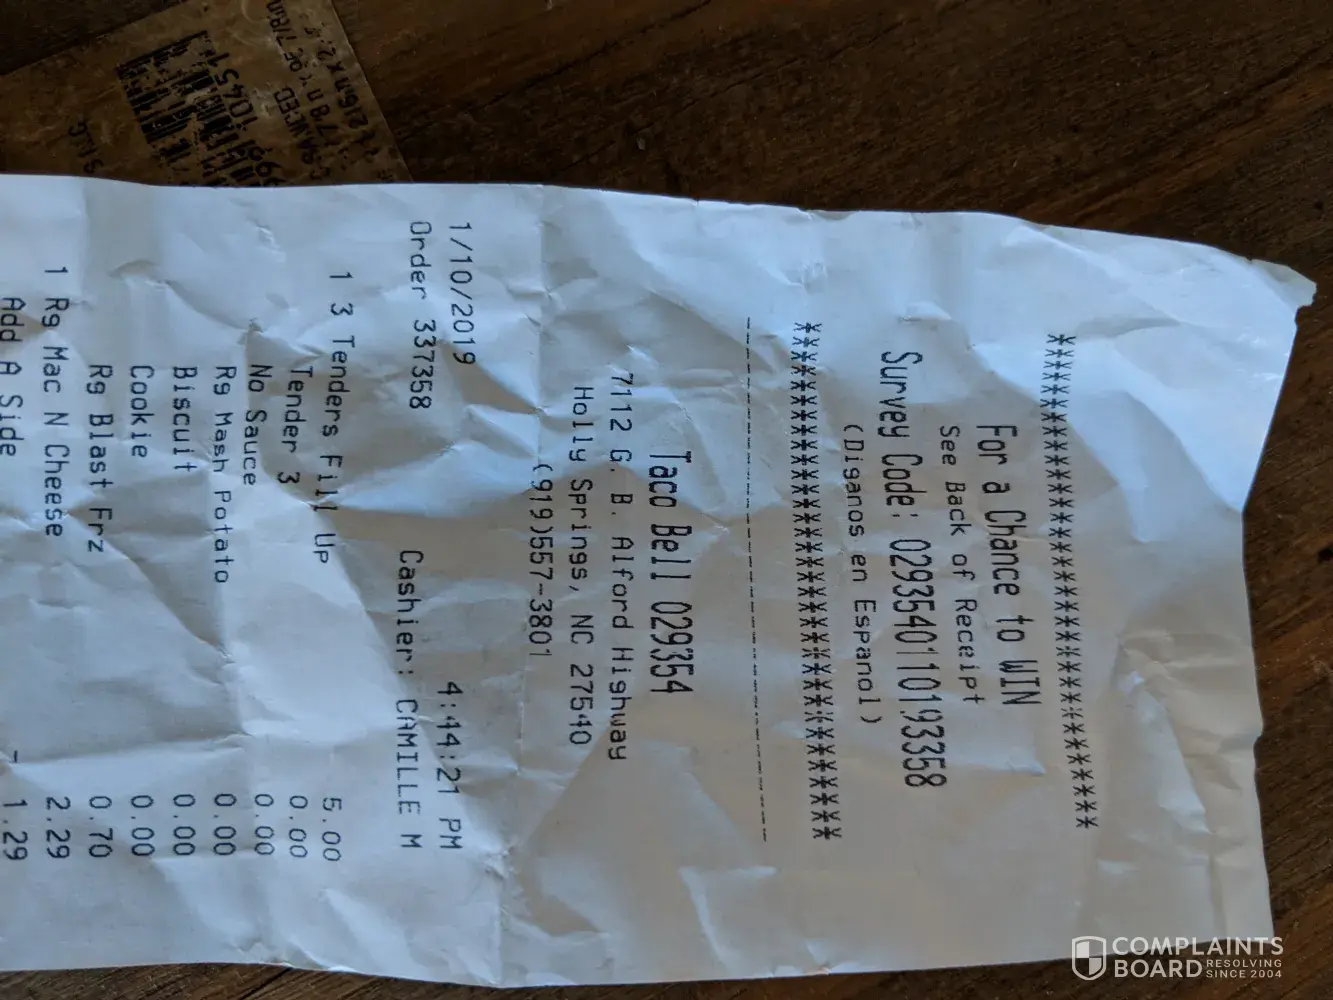 ************************************
For a Chance to WIN
See Back of Receipt
Survey Code: 0293540110193358
(Diganos en Espanol)
************************************
Taco Bell 029354
7112 G. B. Alford Highway
Holly Springs, NC 27540
(919)557-3801
1/10/2019 4:44:21 PM
Order 337358 Cashier: CAMILLE M
1 3 Tenders Fill Up 5.00
Tender 3 0.00
No Sauce 0.00
Rg Mash Potato 0.00
Biscuit 0.00
Cookie 0.00
Rg Blast Frz 0.70
1 Rg Mac N Cheese 2.29
Add A Side -1.29
COMPLAINTS
BOARD RESOLVING
SINCE 2004